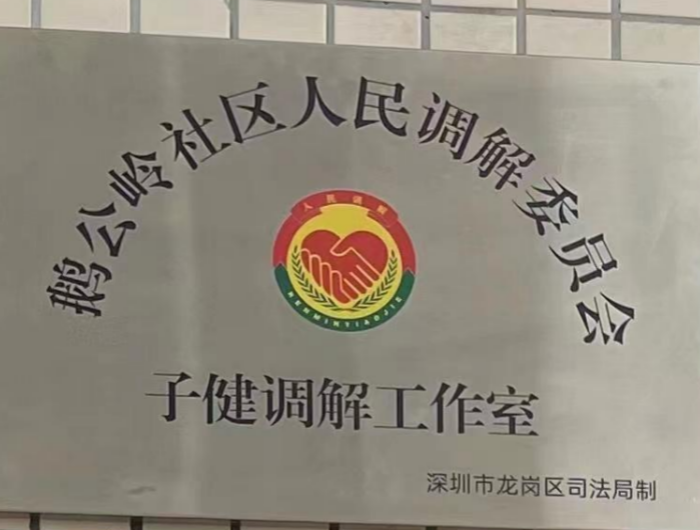 鹅公岭社区人民调解委员会
人民调解
RENMINTIAOJIE
子健调解工作室
深圳市龙岗区司法局制